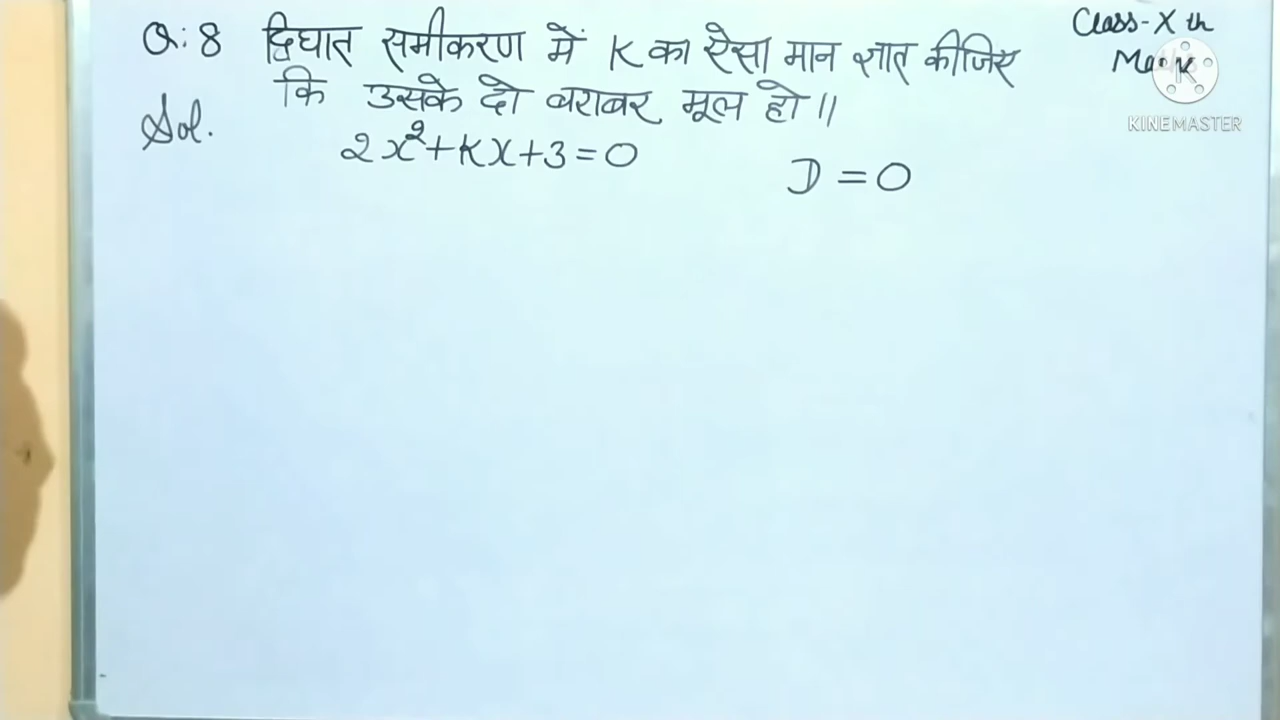 Q: 8 द्विघात समीकरण में K का ऐसा मान ज्ञात कीजिए
कि उसके दो बराबर मूल हो ||
Class-X th
KINEMASTER
Sol.
2x²+Kx+3=0
D = 0